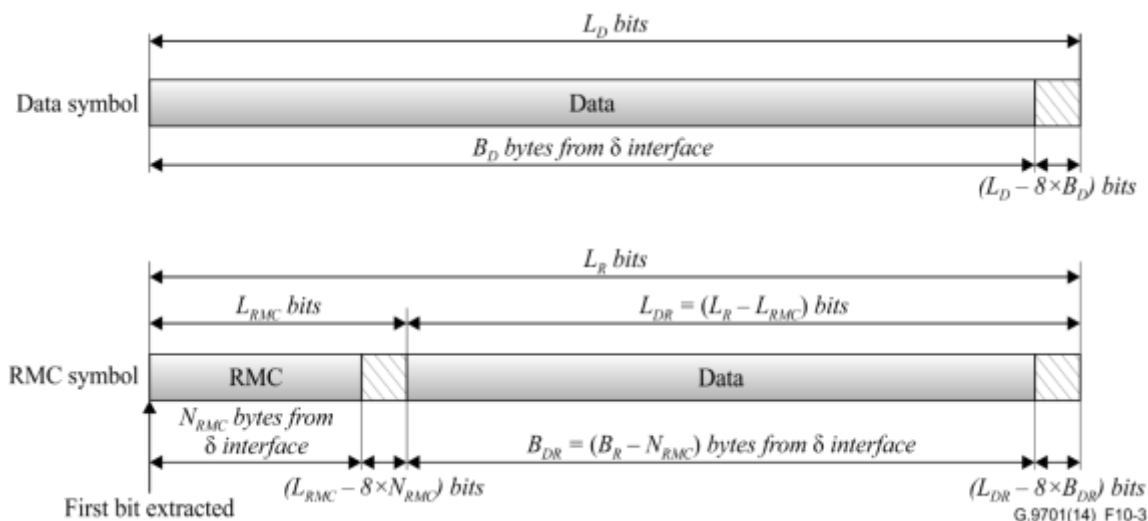 L_D bits
Data symbol
Data
B_D bytes from δ interface
(L_D – 8×B_D) bits
L_R bits
L_RMC bits
L_DR = (L_R – L_RMC) bits
RMC symbol
RMC
Data
N_RMC bytes from
δ interface
B_DR = (B_R – N_RMC) bytes from δ interface
(L_RMC – 8×N_RMC) bits
(L_DR – 8×B_DR) bits
First bit extracted
G.9701(14)_F10-3